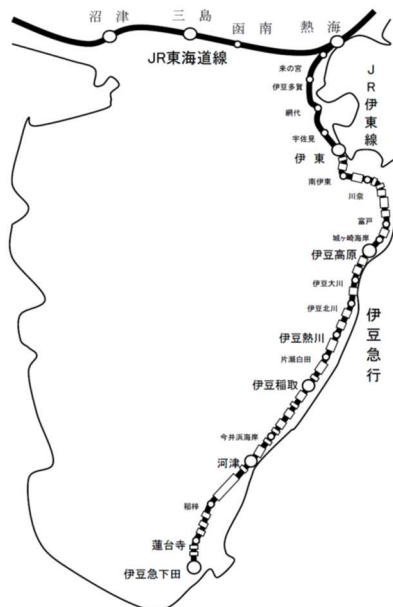 沼津
三島
函南
熱海
JR東海道線
来の宮
伊豆多賀
網代
宇佐見
伊東
JR伊東線
南伊東
川奈
富戸
城ヶ崎海岸
伊豆高原
伊豆大川
伊豆北川
伊豆熱川
片瀬白田
伊豆稲取
伊豆急行
今井浜海岸
河津
稲梓
蓮台寺
伊豆急下田